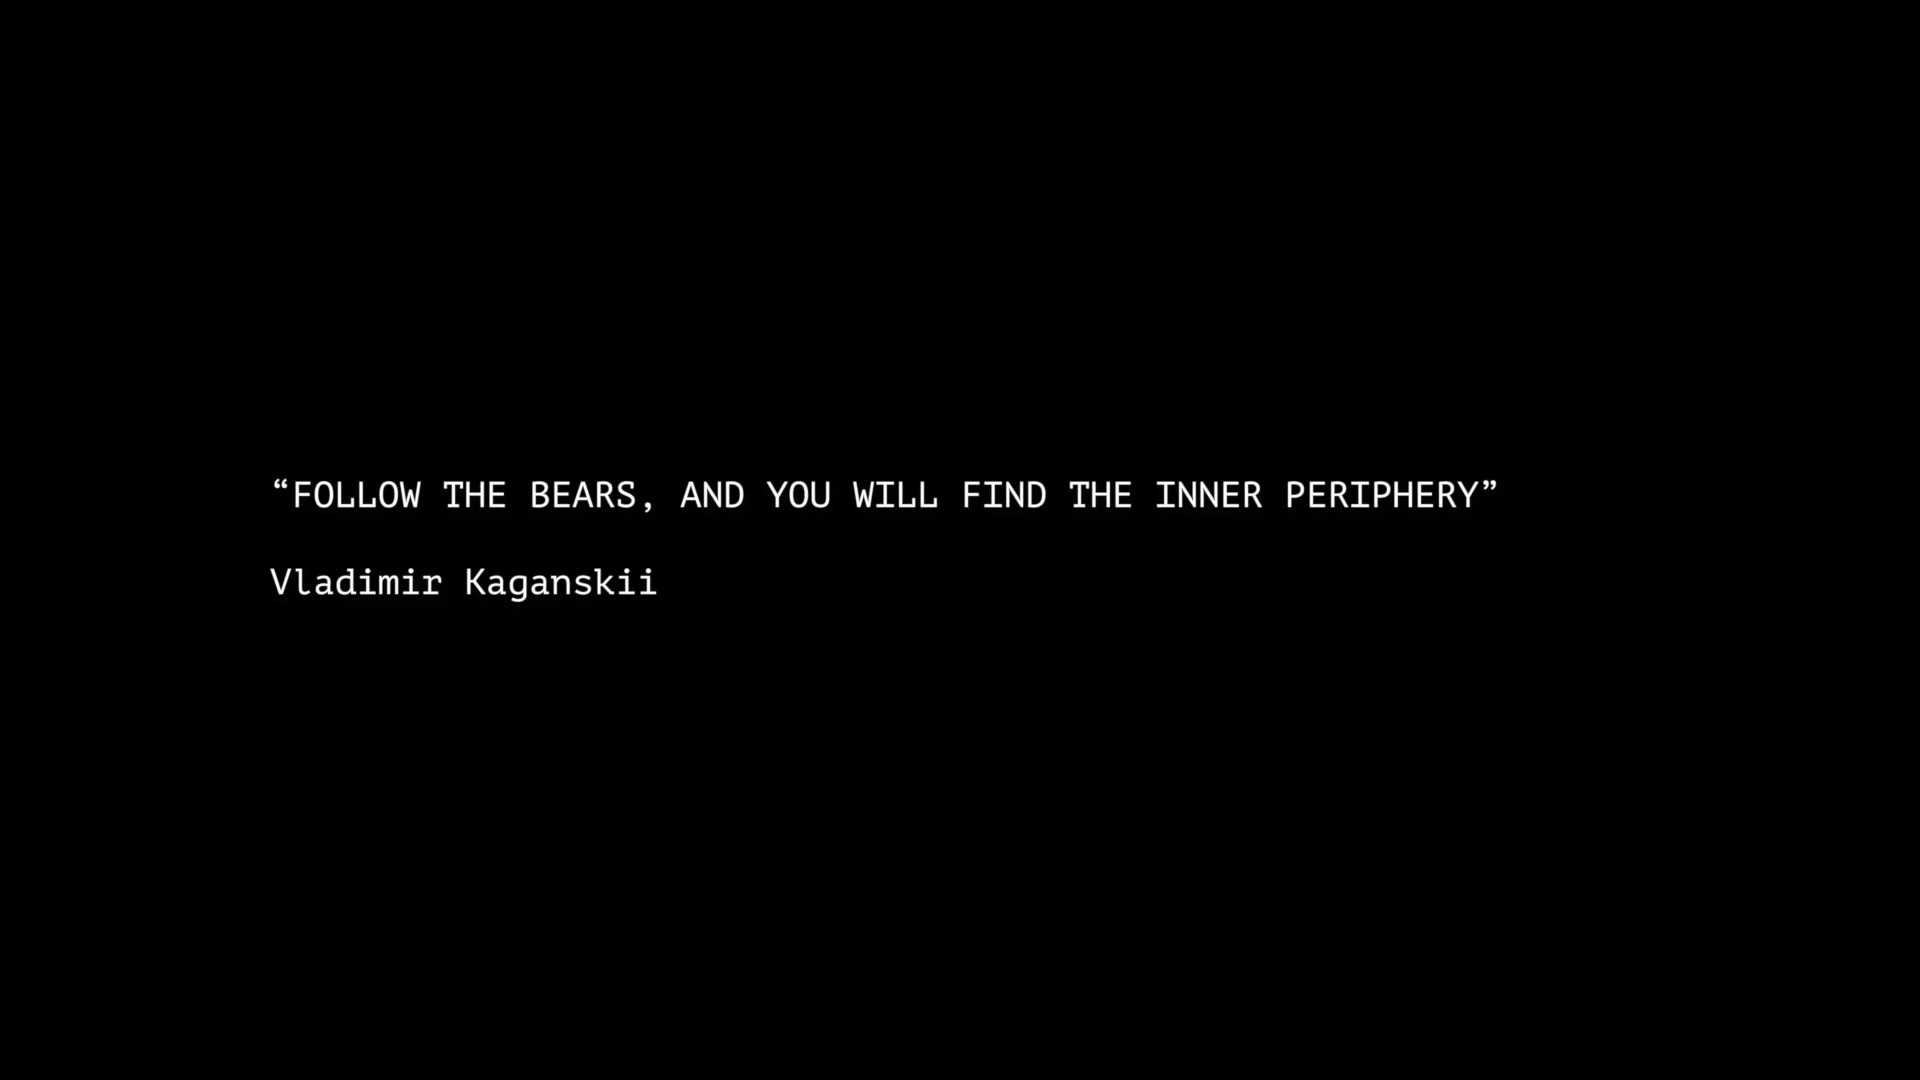 “FOLLOW THE BEARS, AND YOU WILL FIND THE INNER PERIPHERY”
Vladimir Kaganskii